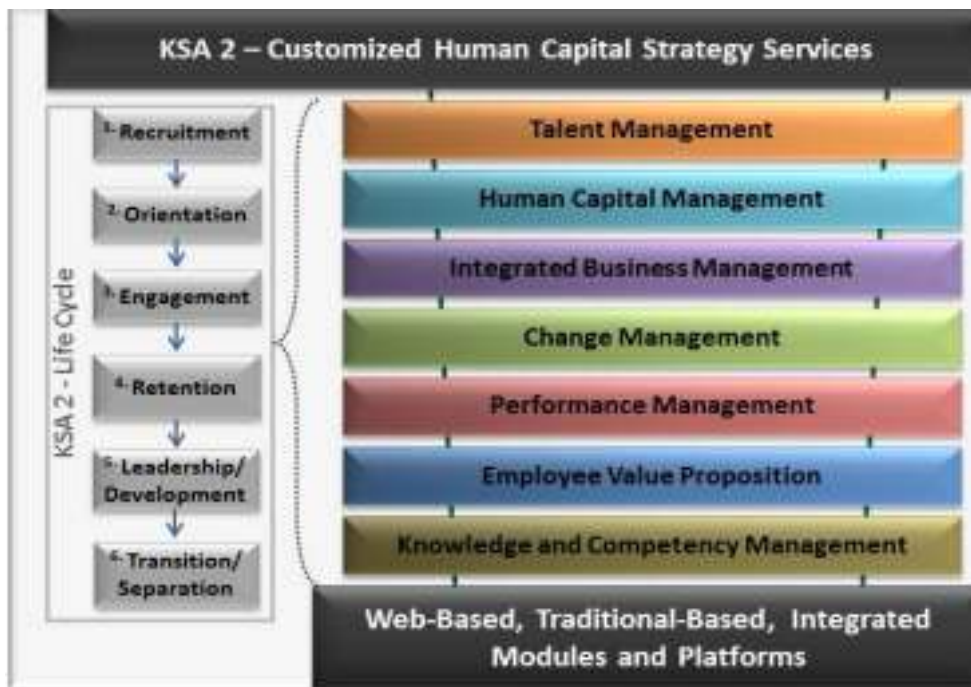 KSA 2 – Customized Human Capital Strategy Services
KSA 2 - Life Cycle
1. Recruitment
2. Orientation
3. Engagement
4. Retention
5. Leadership/
Development
6. Transition/
Separation
Talent Management
Human Capital Management
Integrated Business Management
Change Management
Performance Management
Employee Value Proposition
Knowledge and Competency Management
Web-Based, Traditional-Based, Integrated
Modules and Platforms